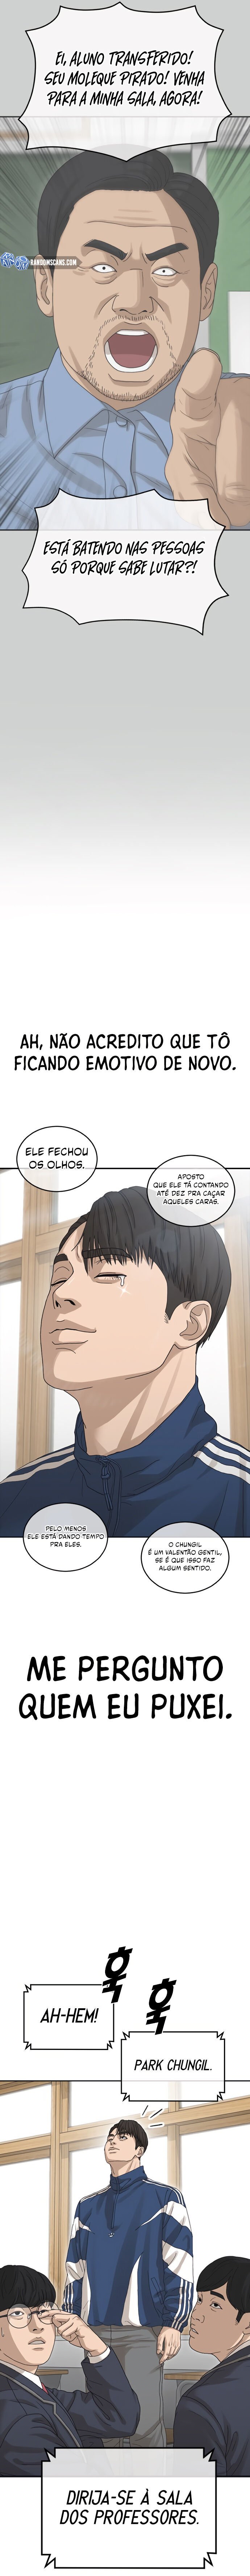 EI, ALUNO TRANSFERIDO!
SEU MOLEQUE PIRADO! VENHA
PARA A MINHA SALA, AGORA!
RANDOMSCANS.COM
ESTÁ BATENDO NAS PESSOAS
SÓ PORQUE SABE LUTAR?!
AH, NÃO ACREDITO QUE TÔ
FICANDO EMOTIVO DE NOVO.
ELE FECHOU
OS OLHOS.
APOSTO
QUE ELE TÁ CONTANDO
ATÉ DEZ PRA CAÇAR
AQUELES CARAS.
PELO MENOS
ELE ESTÁ DANDO TEMPO
PRA ELES.
O CHUNGIL
É UM VALENTÃO GENTIL,
SE É QUE ISSO FAZ
ALGUM SENTIDO.
ME PERGUNTO
QUEM EU PUXEI.
훅
AH-HEM!
훅
PARK CHUNGIL.
DIRIJA-SE À SALA
DOS PROFESSORES.